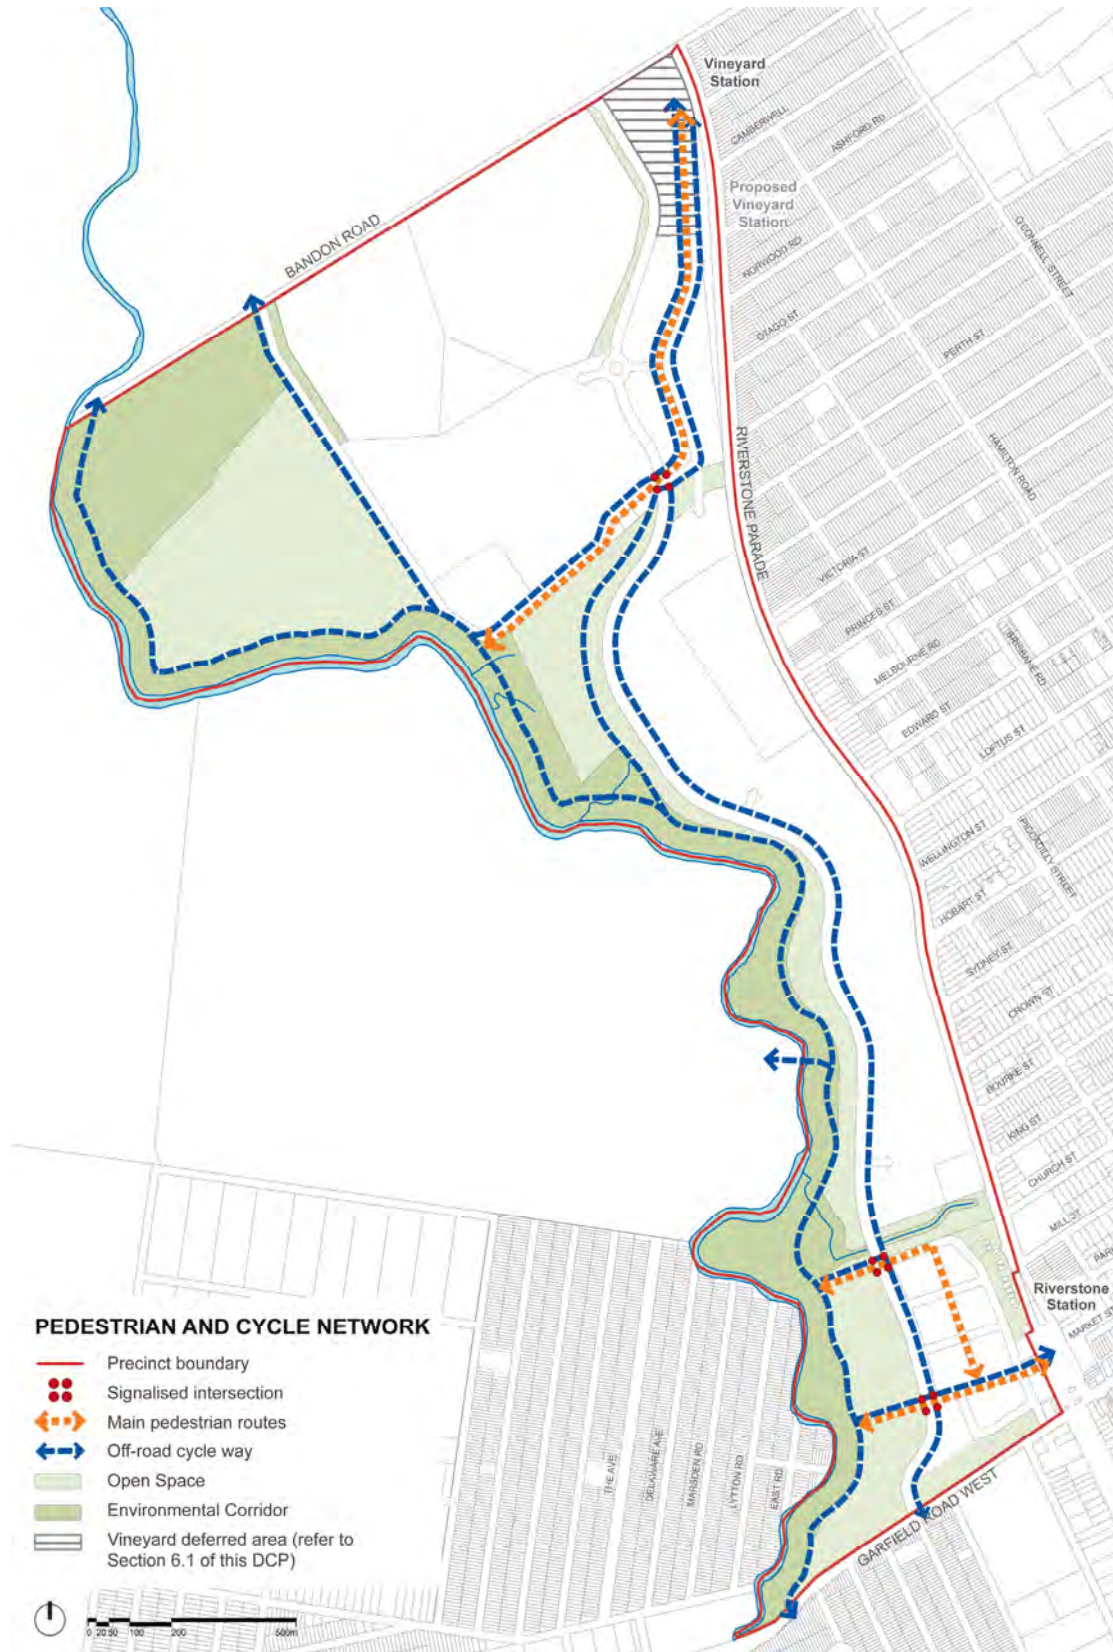 Vineyard
Station
CAMBERWELL
ASHFORD RD
Proposed
Vineyard
Station
O'CONNELL STREET
BANDON ROAD
NORWOOD RD
OTAGO ST
PERTH ST
HAMILTON ROAD
RIVERSTONE PARADE
VICTORIA ST
PRINCES ST
BRISBANE RD
MELBOURNE RD
EDWARD ST
LOFTUS ST
WELLINGTON ST
PICCADILLY STREET
HOBART ST
SYDNEY ST
CROWN ST
BOURKE ST
KING ST
CHURCH ST
MILL ST
PAR
Riverstone
Station
MARKET ST
THE AVE
DELAWARE AVE
MARSDEN RD
LYTTON RD
EAST RD
GARFIELD ROAD WEST
PEDESTRIAN AND CYCLE NETWORK
Precinct boundary
Signalised intersection
Main pedestrian routes
Off-road cycle way
Open Space
Environmental Corridor
Vineyard deferred area (refer to
Section 6.1 of this DCP)
0 20 50 100 200 500m